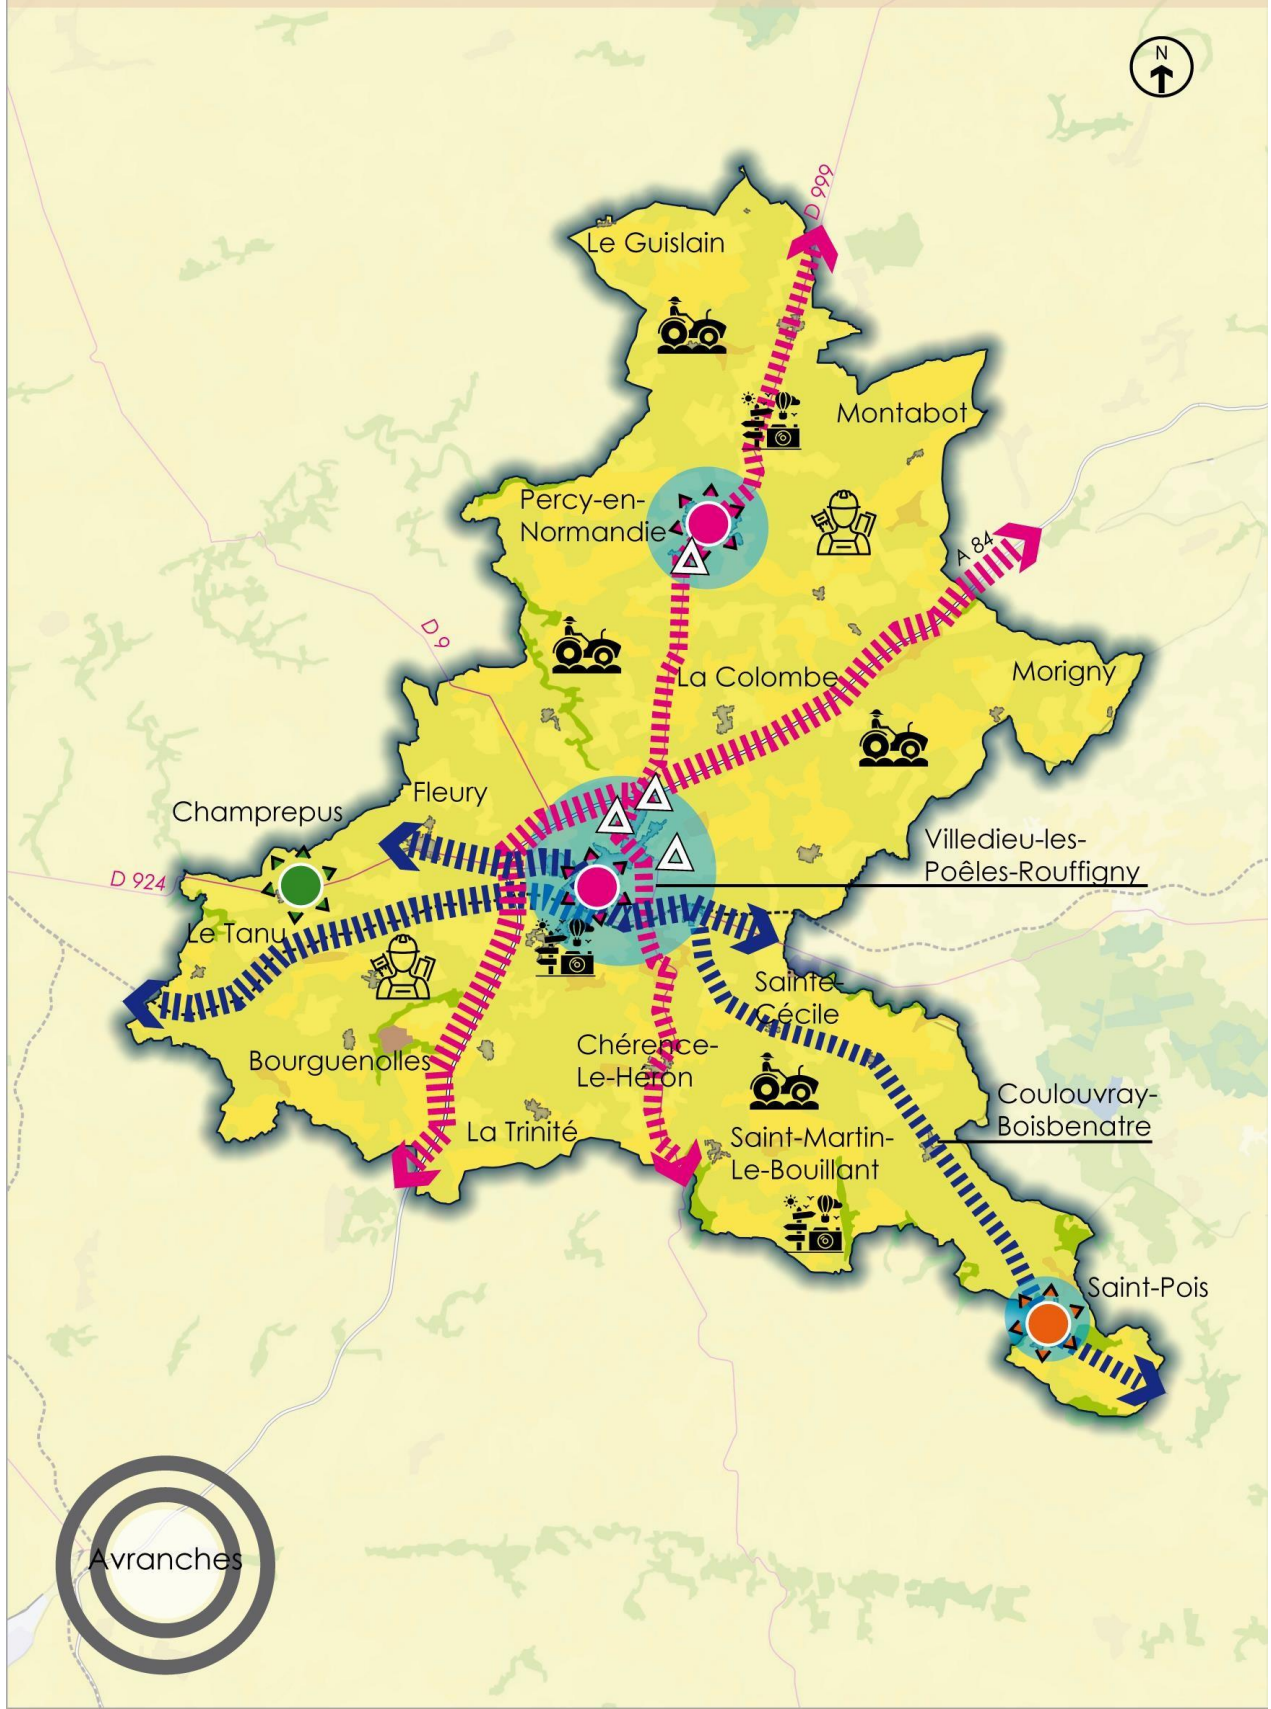 N
D 999
Le Guislain
Montabot
Percy-en-
Normandie
A 84
D 9
La Colombe
Morigny
Fleury
Champrepus
Villedieu-les-
Poêles-Rouffigny
D 924
Le Tanu
Sainte-
Cécile
Chérence-
Le-Héron
Bourguenolles
Coulouvray-
Boisbenatre
La Trinité
Saint-Martin-
Le-Bouillant
Saint-Pois
Avranches